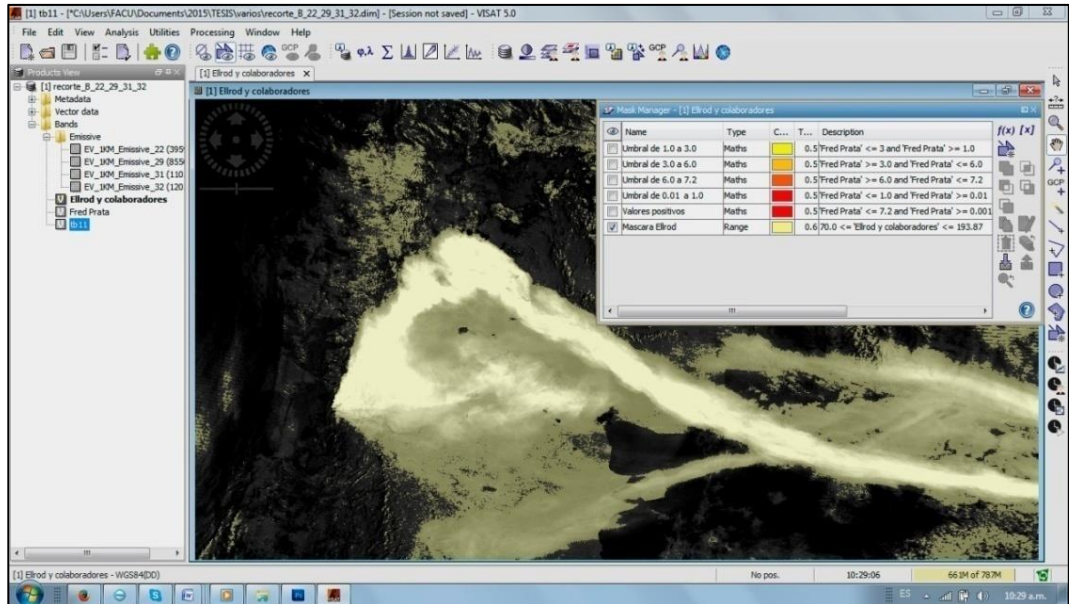 [1] tb11 - [*C:\Users\FACU\Documents\2015\TESIS\varios\recorte_B_22_29_31_32.dim] - [Session not saved] - VISAT 5.0
File Edit View Analysis Utilities Processing Window Help
GCP
φ,λ
Σ
GCP
Products View
[1] recorte_B_22_29_31_32
Metadata
Vector data
Bands
Emissive
EV_1KM_Emissive_22 (395
EV_1KM_Emissive_29 (855
EV_1KM_Emissive_31 (110
EV_1KM_Emissive_32 (120
Ellrod y colaboradores
Fred Prata
tb11
[1] Ellrod y colaboradores
[1] Ellrod y colaboradores
Mask Manager - [1] Ellrod y colaboradores
Name Type C... T... Description
Umbral de 1.0 a 3.0 Maths 0.5 'Fred Prata' <= 3 and 'Fred Prata' >= 1.0
Umbral de 3.0 a 6.0 Maths 0.5 'Fred Prata' >= 3.0 and 'Fred Prata' <= 6.0
Umbral de 6.0 a 7.2 Maths 0.5 'Fred Prata' >= 6.0 and 'Fred Prata' <= 7.2
Umbral de 0.01 a 1.0 Maths 0.5 'Fred Prata' <= 1.0 and 'Fred Prata' >= 0.01
Valores positivos Maths 0.5 'Fred Prata' <= 7.2 and 'Fred Prata' >= 0.001
Mascara Ellrod Range 0.6 70.0 <= 'Ellrod y colaboradores' <= 193.87
f(x) [x]
GCP
[1] Ellrod y colaboradores - WGS84(DD)
No pos.
10:29:06
661M of 787M
ES
10:29 a.m.